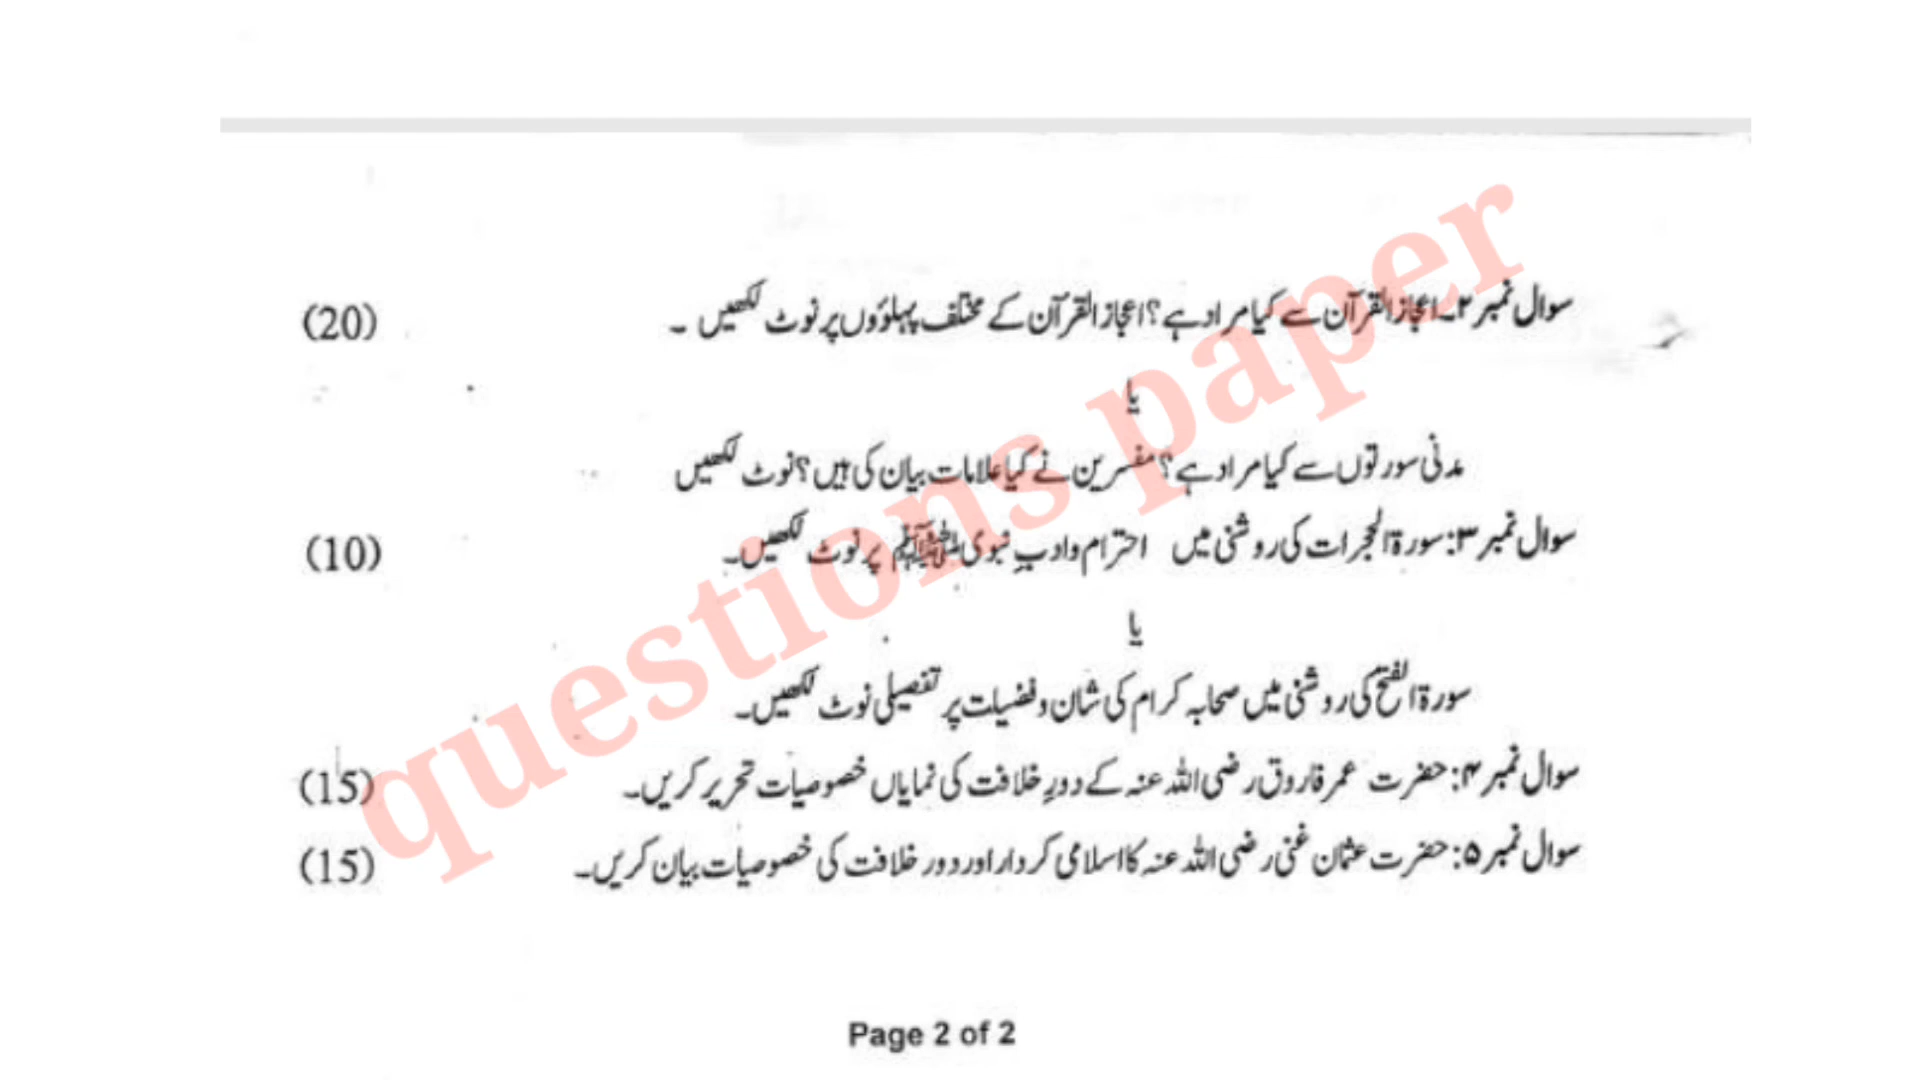 سوال نمبر ۲۔ اعجاز القرآن سے کیا مراد ہے؟ اعجاز القرآن کے مختلف پہلوؤں پر نوٹ لکھیں ۔ (20)
یا
مدنی سورتوں سے کیا مراد ہے؟ مفسرین نے کیا علامات بیان کی ہیں؟ نوٹ لکھیں
سوال نمبر ۳: سورۃ الحجرات کی روشنی میں احترام و ادبِ نبوی ﷺ پر نوٹ لکھیں۔ (10)
یا
سورۃ الفتح کی روشنی میں صحابہ کرام کی شان و فضیلت پر تفصیلی نوٹ لکھیں۔
سوال نمبر ۴: حضرت عمر فاروق رضی اللہ عنہ کے دورِ خلافت کی نمایاں خصوصیات تحریر کریں۔ (15)
سوال نمبر ۵: حضرت عثمان غنی رضی اللہ عنہ کا اسلامی کردار اور دور خلافت کی خصوصیات بیان کریں۔ (15)
questions paper
Page 2 of 2